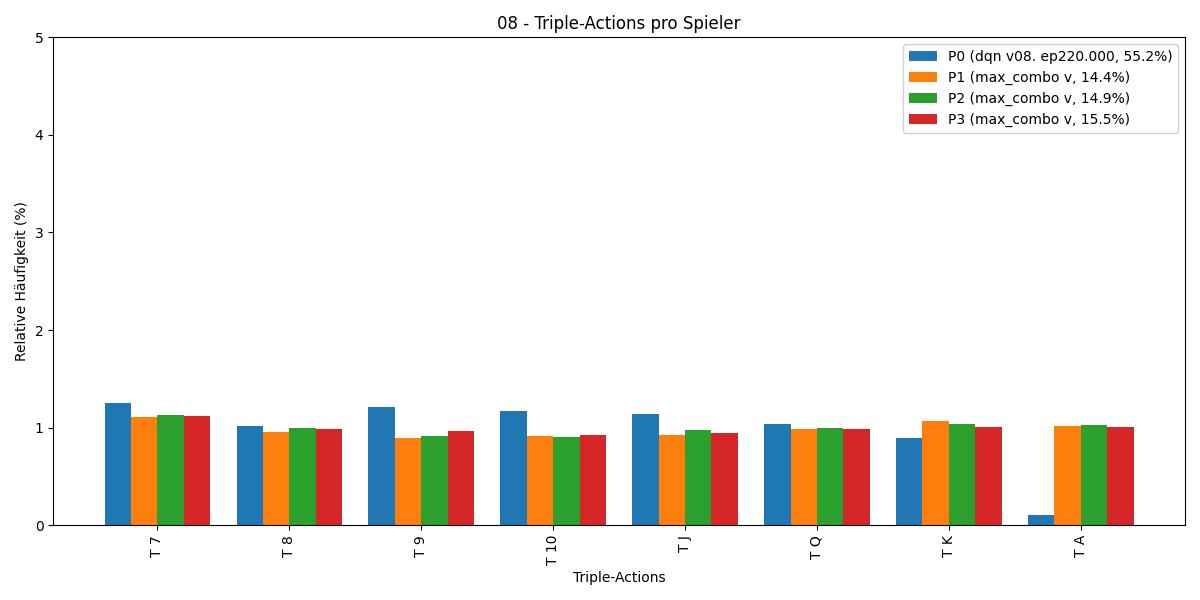 08 - Triple-Actions pro Spieler
5
4
3
2
1
0
Relative Häufigkeit (%)
P0 (dqn v08. ep220.000, 55.2%)
P1 (max_combo v, 14.4%)
P2 (max_combo v, 14.9%)
P3 (max_combo v, 15.5%)
T 7
T 8
T 9
T 10
T J
T Q
T K
T A
Triple-Actions